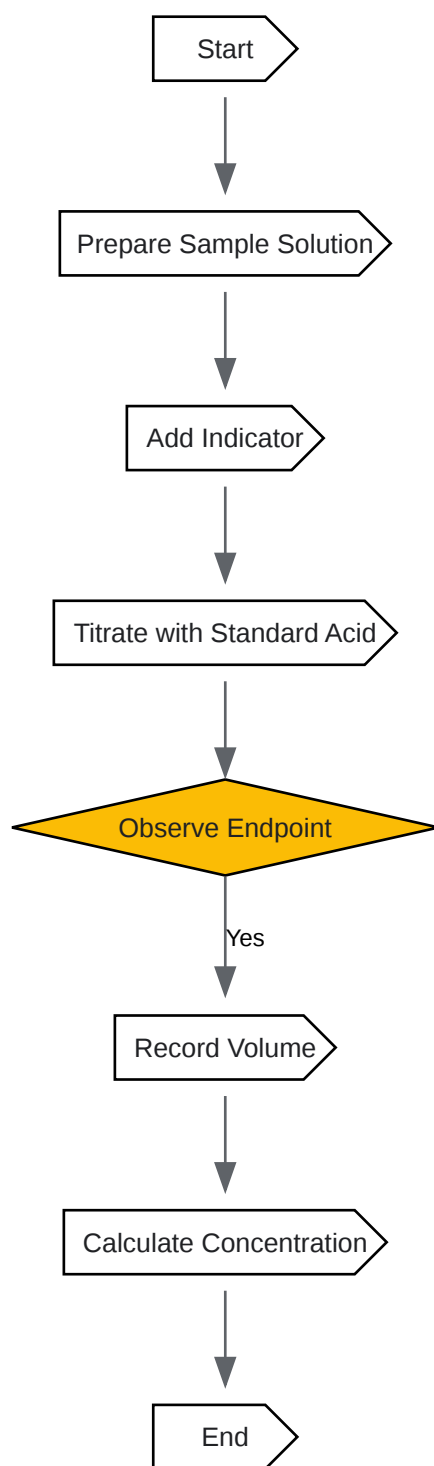 Start
Prepare Sample Solution
Add Indicator
Titrate with Standard Acid
Observe Endpoint
Yes
Record Volume
Calculate Concentration
End